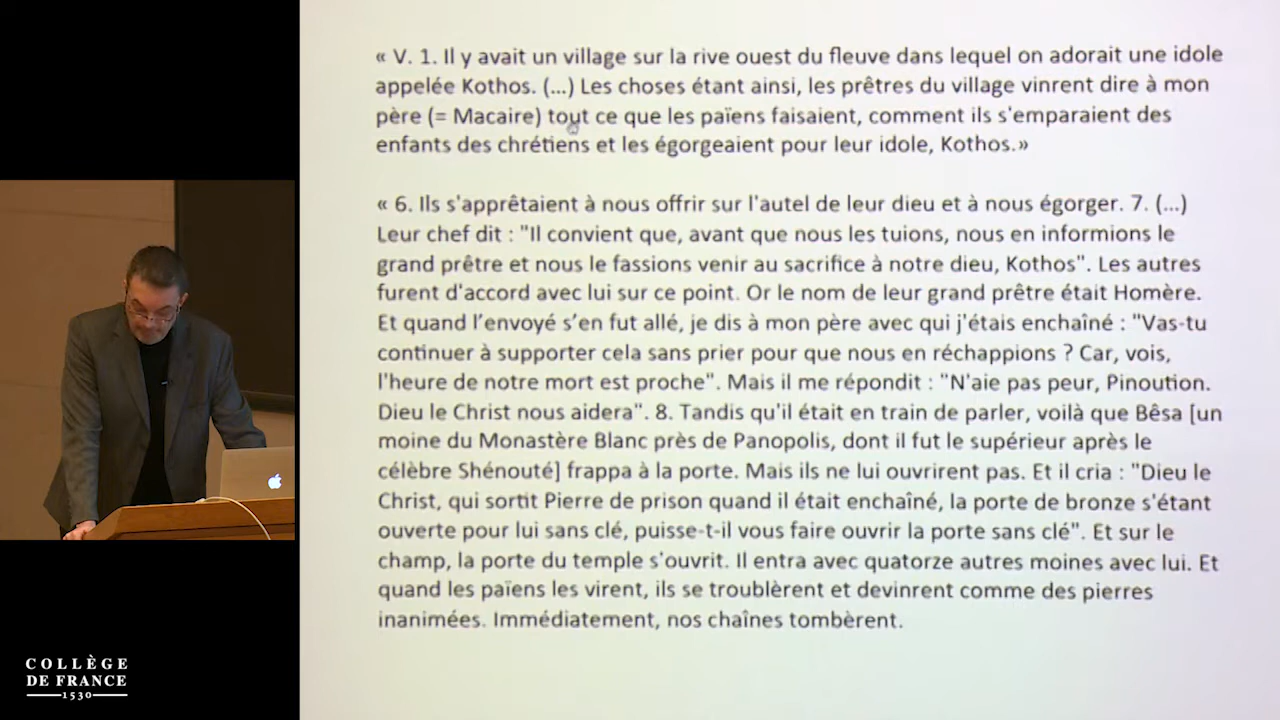 « V. 1. Il y avait un village sur la rive ouest du fleuve dans lequel on adorait une idole
appelée Kothos. (...) Les choses étant ainsi, les prêtres du village vinrent dire à mon
père (= Macaire) tout ce que les païens faisaient, comment ils s'emparaient des
enfants des chrétiens et les égorgeaient pour leur idole, Kothos.»
« 6. Ils s'apprêtaient à nous offrir sur l'autel de leur dieu et à nous égorger. 7. (...)
Leur chef dit : "Il convient que, avant que nous les tuions, nous en informions le
grand prêtre et nous le fassions venir au sacrifice à notre dieu, Kothos". Les autres
furent d'accord avec lui sur ce point. Or le nom de leur grand prêtre était Homère.
Et quand l’envoyé s’en fut allé, je dis à mon père avec qui j'étais enchaîné : "Vas-tu
continuer à supporter cela sans prier pour que nous en réchappions ? Car, vois,
l'heure de notre mort est proche". Mais il me répondit : "N'aie pas peur, Pinoution.
Dieu le Christ nous aidera". 8. Tandis qu'il était en train de parler, voilà que Bêsa [un
moine du Monastère Blanc près de Panopolis, dont il fut le supérieur après le
célèbre Shénouté] frappa à la porte. Mais ils ne lui ouvrirent pas. Et il cria : "Dieu le
Christ, qui sortit Pierre de prison quand il était enchaîné, la porte de bronze s'étant
ouverte pour lui sans clé, puisse-t-il vous faire ouvrir la porte sans clé". Et sur le
champ, la porte du temple s'ouvrit. Il entra avec quatorze autres moines avec lui. Et
quand les païens les virent, ils se troublèrent et devinrent comme des pierres
inanimées. Immédiatement, nos chaînes tombèrent.
COLLÈGE
DE FRANCE
1530